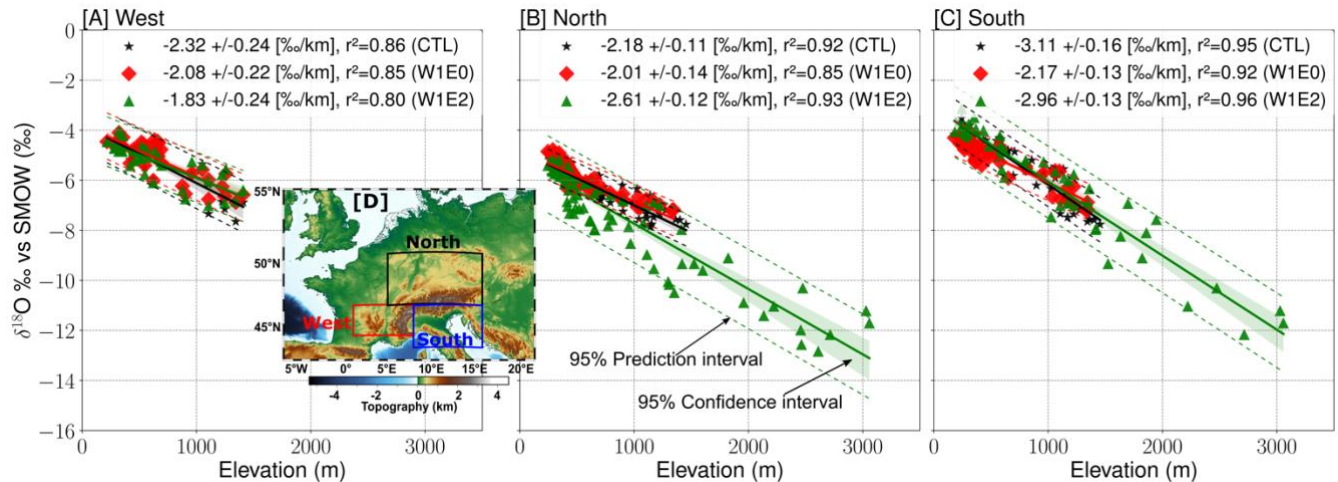 [A] West
-2.32 +/-0.24 [‰/km], r²=0.86 (CTL)
-2.08 +/-0.22 [‰/km], r²=0.85 (W1E0)
-1.83 +/-0.24 [‰/km], r²=0.80 (W1E2)
[B] North
-2.18 +/-0.11 [‰/km], r²=0.92 (CTL)
-2.01 +/-0.14 [‰/km], r²=0.85 (W1E0)
-2.61 +/-0.12 [‰/km], r²=0.93 (W1E2)
[C] South
-3.11 +/-0.16 [‰/km], r²=0.95 (CTL)
-2.17 +/-0.13 [‰/km], r²=0.92 (W1E0)
-2.96 +/-0.13 [‰/km], r²=0.96 (W1E2)
δ¹⁸O ‰ vs SMOW (‰)
0
−2
−4
−6
−8
−10
−12
−14
−16
55°N
50°N
45°N
[D]
North
West
South
5°W 0° 5°E 10°E 15°E 20°E
-4 -2 0 2 4
Topography (km)
95% Prediction interval
95% Confidence interval
0 1000 2000 3000
Elevation (m)
0 1000 2000 3000
Elevation (m)
0 1000 2000 3000
Elevation (m)